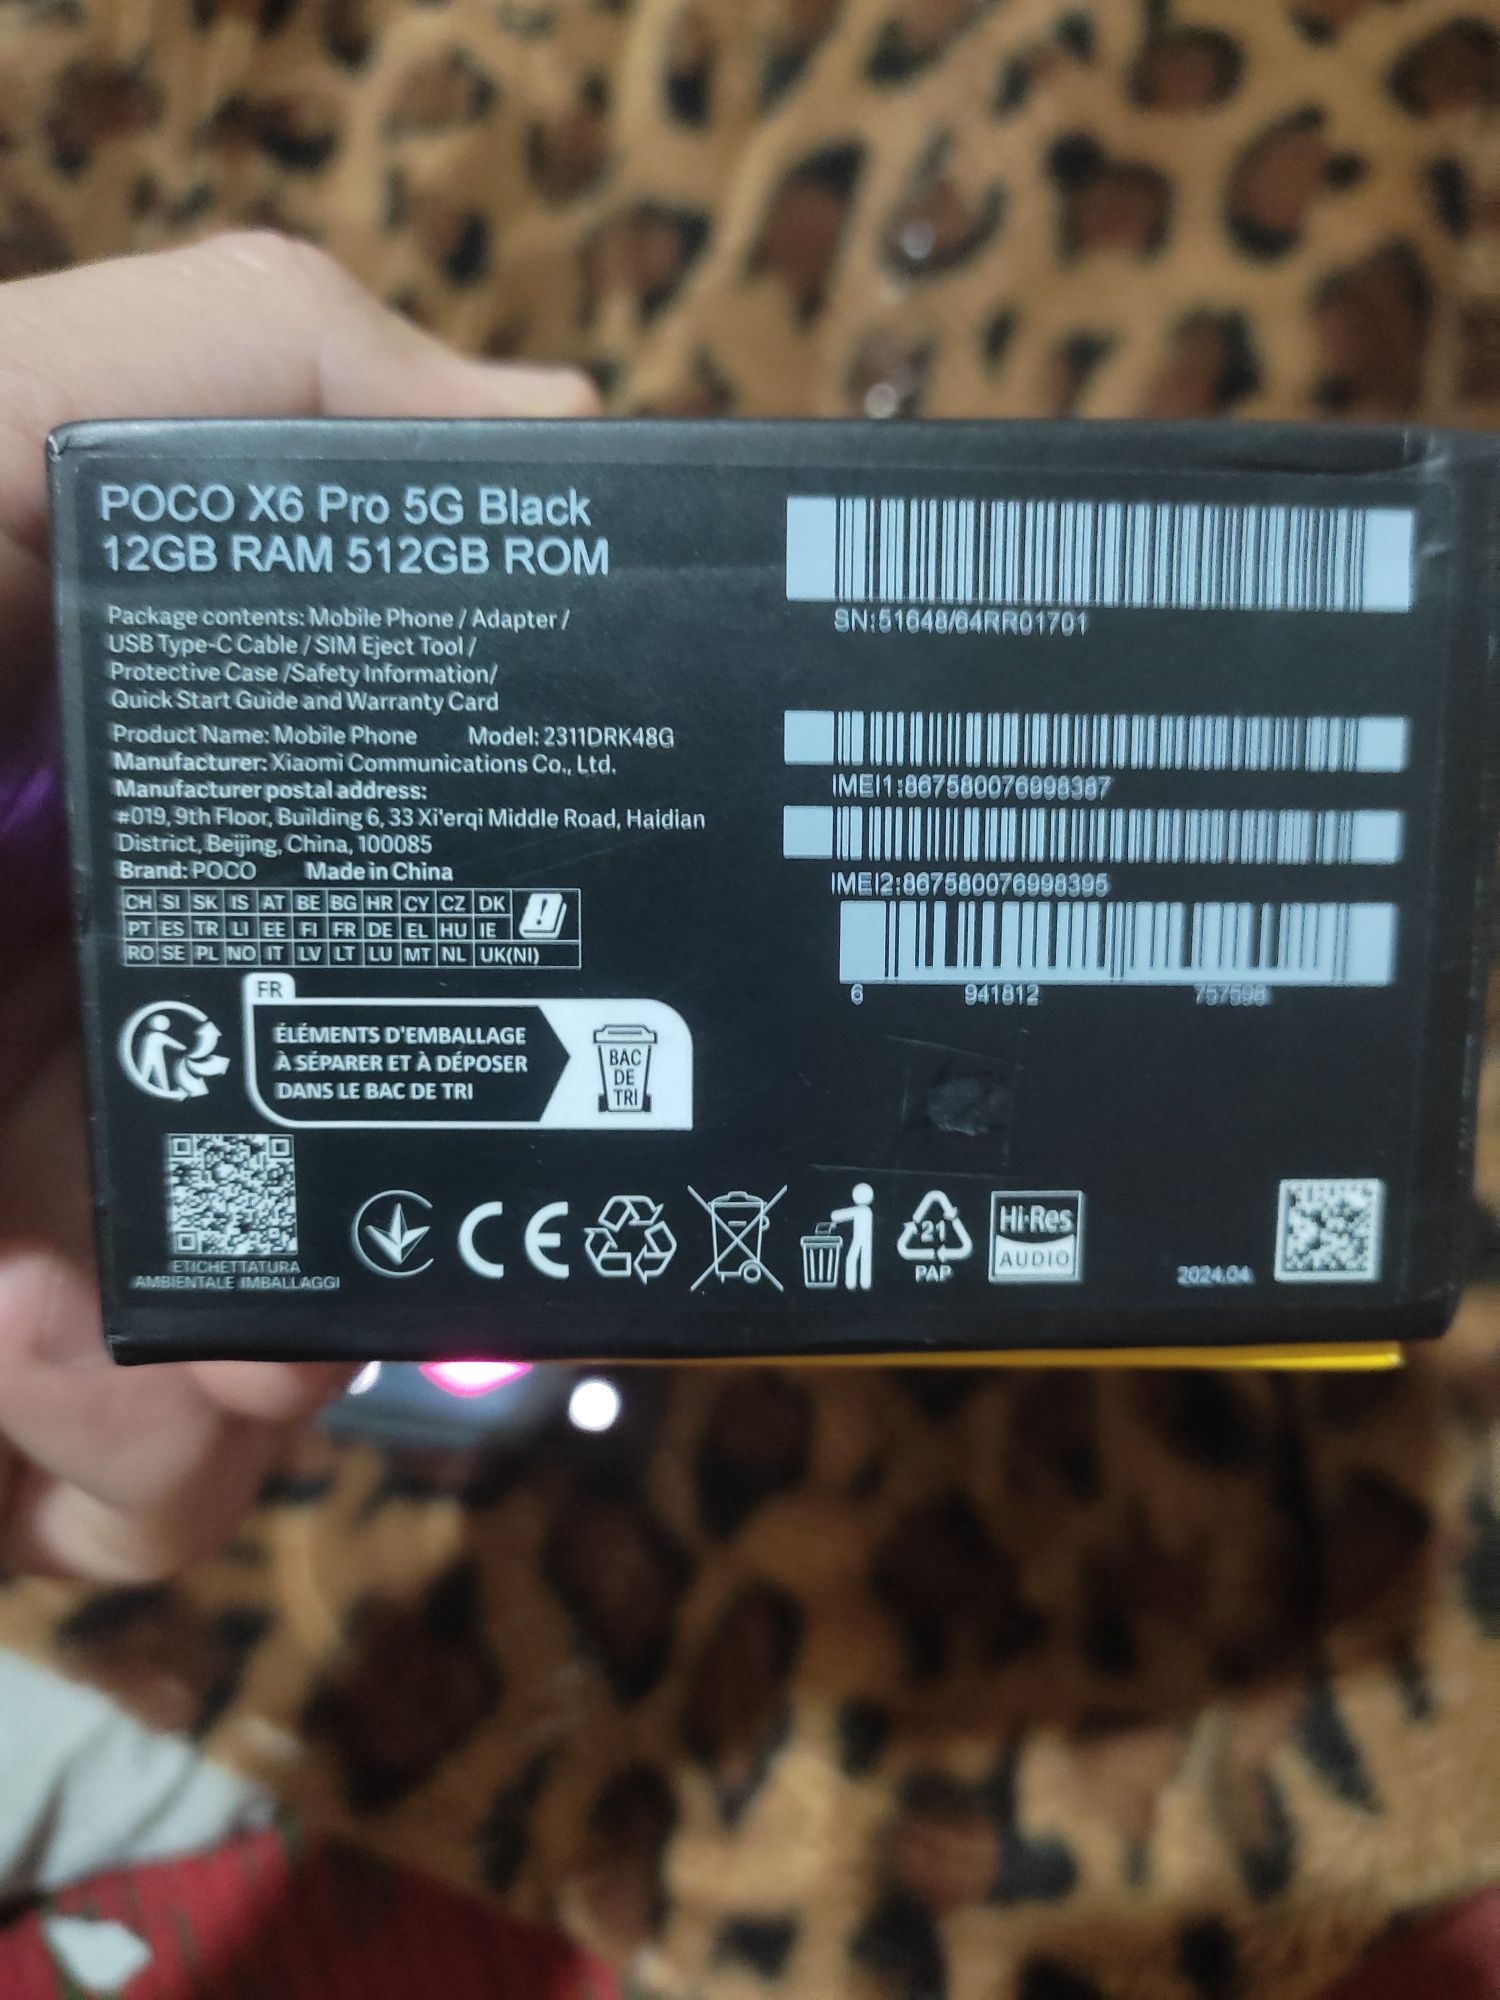 POCO X6 Pro 5G Black
12GB RAM 512GB ROM
Package contents: Mobile Phone / Adapter /
USB Type-C Cable / SIM Eject Tool /
Protective Case /Safety Information/
Quick Start Guide and Warranty Card
Product Name: Mobile Phone Model: 2311DRK48G
Manufacturer: Xiaomi Communications Co., Ltd.
Manufacturer postal address:
#019, 9th Floor, Building 6, 33 Xi'erqi Middle Road, Haidian
District, Beijing, China, 100085
Brand: POCO Made in China
CH SI SK IS AT BE BG HR CY CZ DK
PT ES TR LI EE FI FR DE EL HU IE
RO SE PL NO IT LV LT LU MT NL UK(NI)
FR
ÉLÉMENTS D'EMBALLAGE
À SÉPARER ET À DÉPOSER
DANS LE BAC DE TRI
BAC
DE
TRI
ETICHETTATURA
AMBIENTALE IMBALLAGGI
CE
21
PAP
Hi-Res
AUDIO
SN:51648/64RR01701
IMEI1:867580076998387
IMEI2:867580076998395
6 941812 757598
2024.04